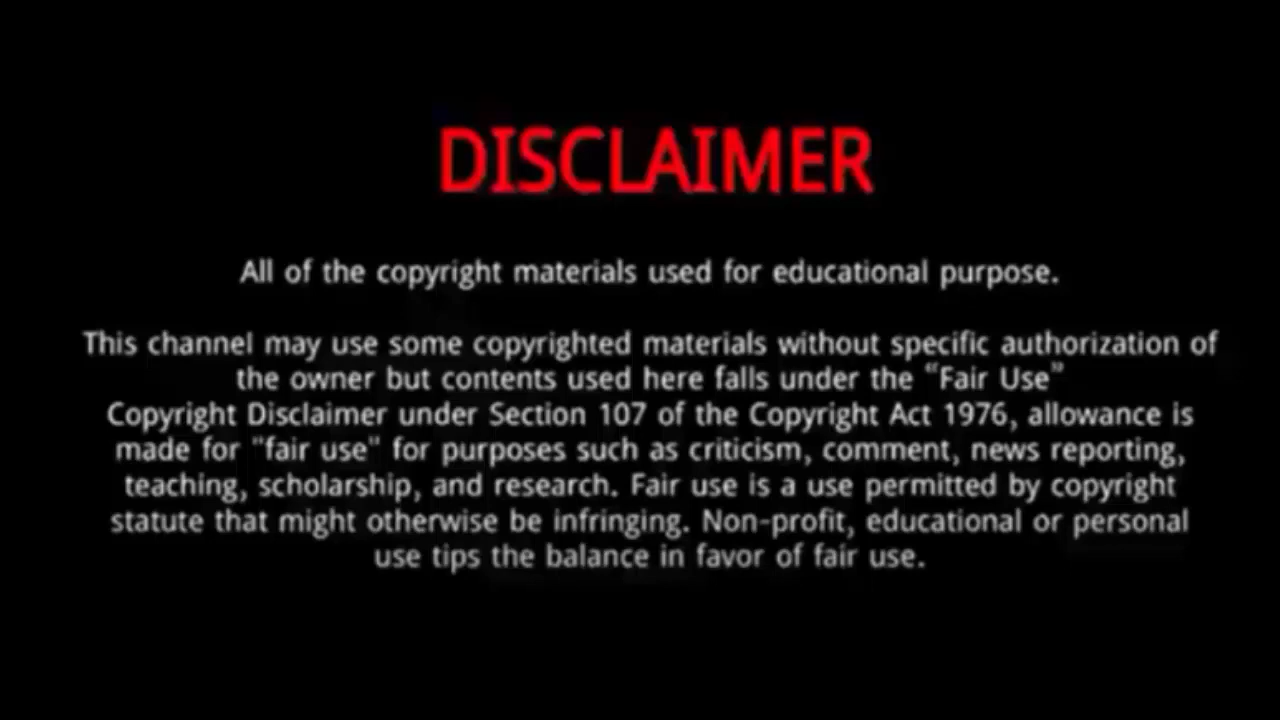 DISCLAIMER
All of the copyright materials used for educational purpose.
This channel may use some copyrighted materials without specific authorization of
the owner but contents used here falls under the “Fair Use”
Copyright Disclaimer under Section 107 of the Copyright Act 1976, allowance is
made for "fair use" for purposes such as criticism, comment, news reporting,
teaching, scholarship, and research. Fair use is a use permitted by copyright
statute that might otherwise be infringing. Non-profit, educational or personal
use tips the balance in favor of fair use.